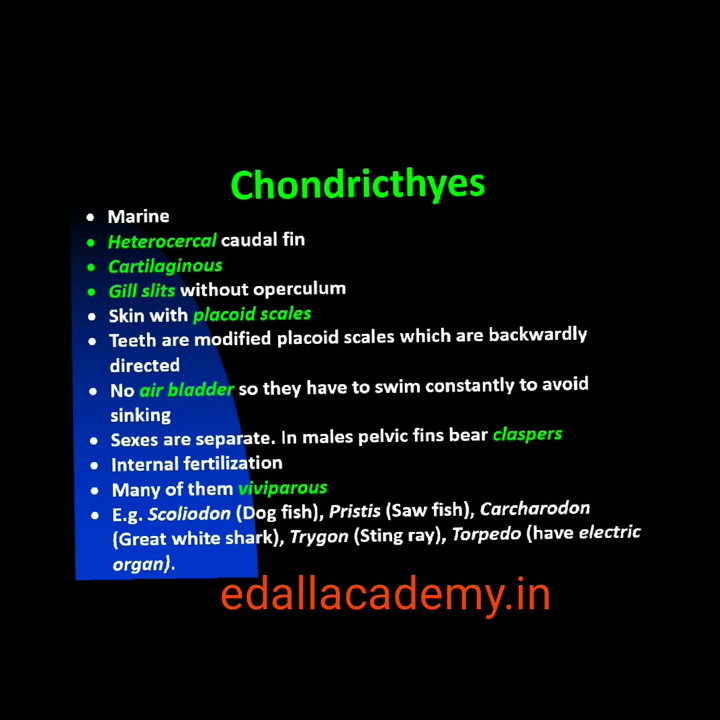 Chondricthyes
• Marine
• Heterocercal caudal fin
• Cartilaginous
• Gill slits without operculum
• Skin with placoid scales
• Teeth are modified placoid scales which are backwardly
directed
• No air bladder so they have to swim constantly to avoid
sinking
• Sexes are separate. In males pelvic fins bear claspers
• Internal fertilization
• Many of them viviparous
• E.g. Scoliodon (Dog fish), Pristis (Saw fish), Carcharodon
(Great white shark), Trygon (Sting ray), Torpedo (have electric
organ).
edallacademy.in